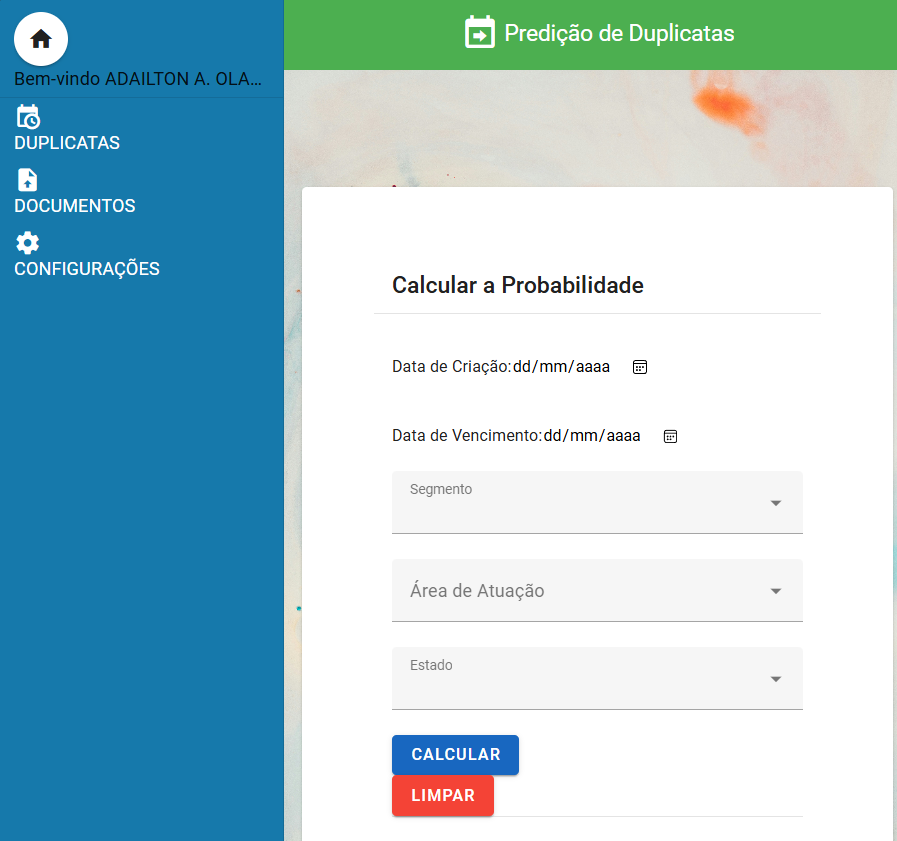 Predição de Duplicatas
Bem-vindo ADAILTON A. OLA...
DUPLICATAS
DOCUMENTOS
CONFIGURAÇÕES
Calcular a Probabilidade
Data de Criação:dd/mm/aaaa
Data de Vencimento:dd/mm/aaaa
Segmento
Área de Atuação
Estado
CALCULAR
LIMPAR